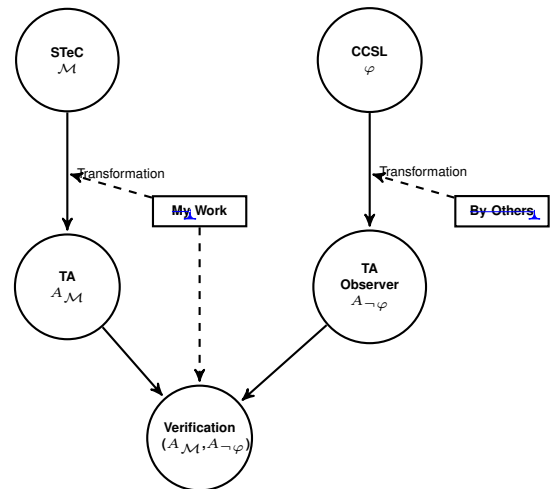 STeC
ℳ
CCSL
φ
Transformation
Transformation
My Work
By Others
TA
Aℳ
TA
Observer
A¬φ
Verification
(Aℳ,A¬φ)